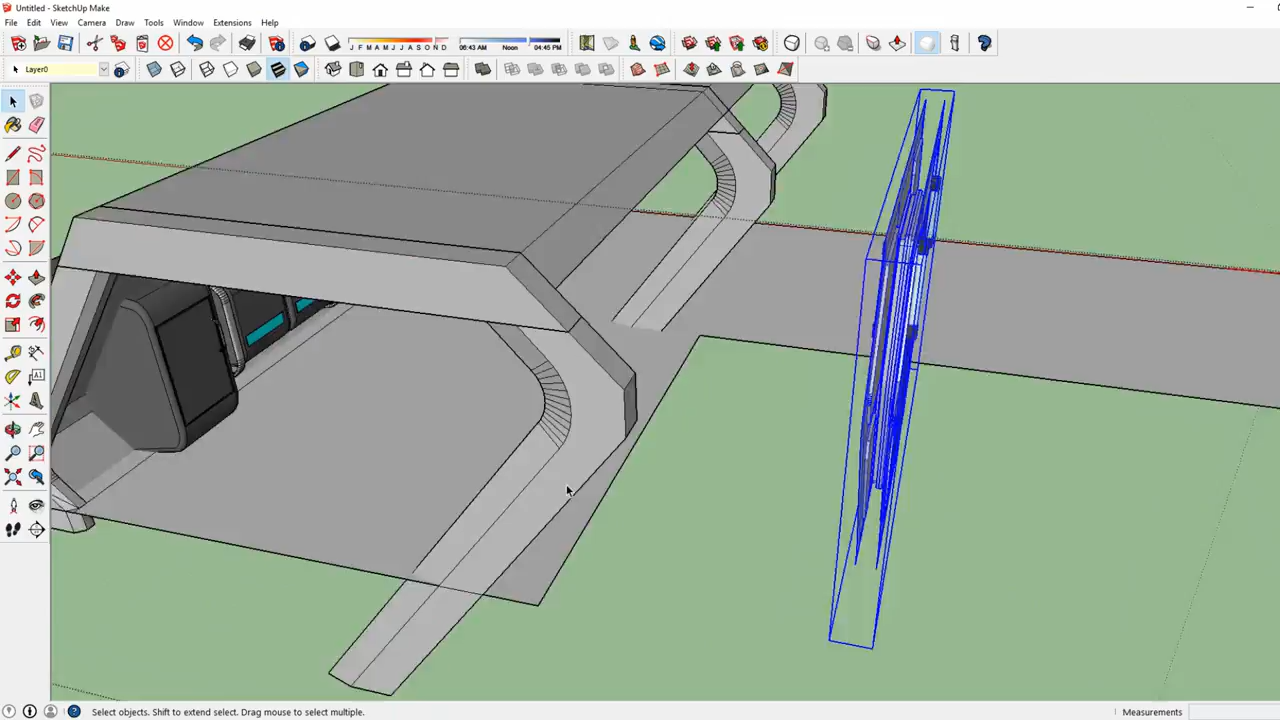 Untitled - SketchUp Make
File Edit View Camera Draw Tools Window Extensions Help
J F M A M J J A S O N D 06:43 AM Noon 04:45 PM
Layer0
A1
Select objects. Shift to extend select. Drag mouse to select multiple. Measurements